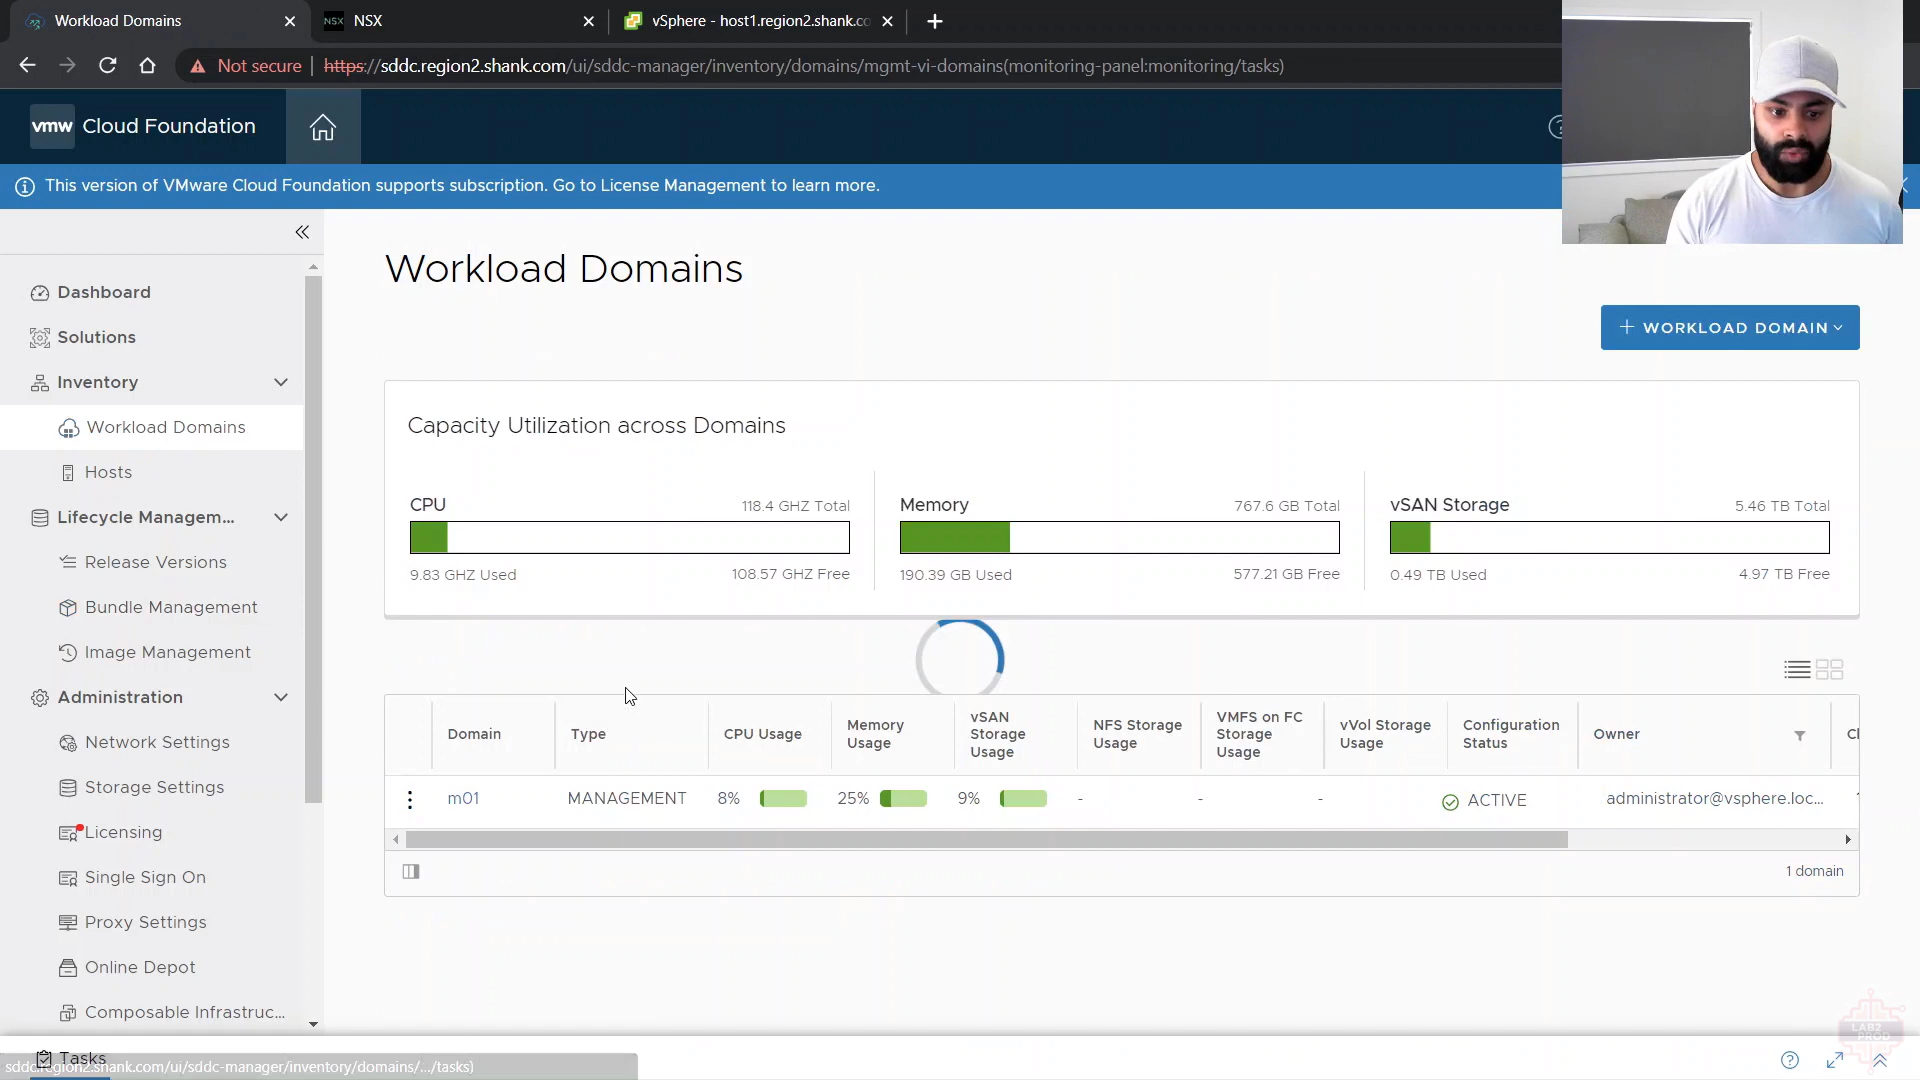 Workload Domains
NSX NSX
vSphere - host1.region2.shank.co
Not secure | https://sddc.region2.shank.com/ui/sddc-manager/inventory/domains/mgmt-vi-domains(monitoring-panel:monitoring/tasks)
vmw Cloud Foundation
This version of VMware Cloud Foundation supports subscription. Go to License Management to learn more.
Dashboard
Solutions
Inventory
Workload Domains
Hosts
Lifecycle Managem...
Release Versions
Bundle Management
Image Management
Administration
Network Settings
Storage Settings
Licensing
Single Sign On
Proxy Settings
Online Depot
Composable Infrastruc...
Workload Domains
+ WORKLOAD DOMAIN
Capacity Utilization across Domains
CPU 118.4 GHZ Total
9.83 GHZ Used 108.57 GHZ Free
Memory 767.6 GB Total
190.39 GB Used 577.21 GB Free
vSAN Storage 5.46 TB Total
0.49 TB Used 4.97 TB Free
Domain
Type
CPU Usage
Memory
Usage
vSAN
Storage
Usage
NFS Storage
Usage
VMFS on FC
Storage
Usage
vVol Storage
Usage
Configuration
Status
Owner
m01 MANAGEMENT 8% 25% 9% - - - ACTIVE administrator@vsphere.loc...
1 domain
Tasks
sddc.region2.shank.com/ui/sddc-manager/inventory/domains/.../tasks)
LAB2
PROD